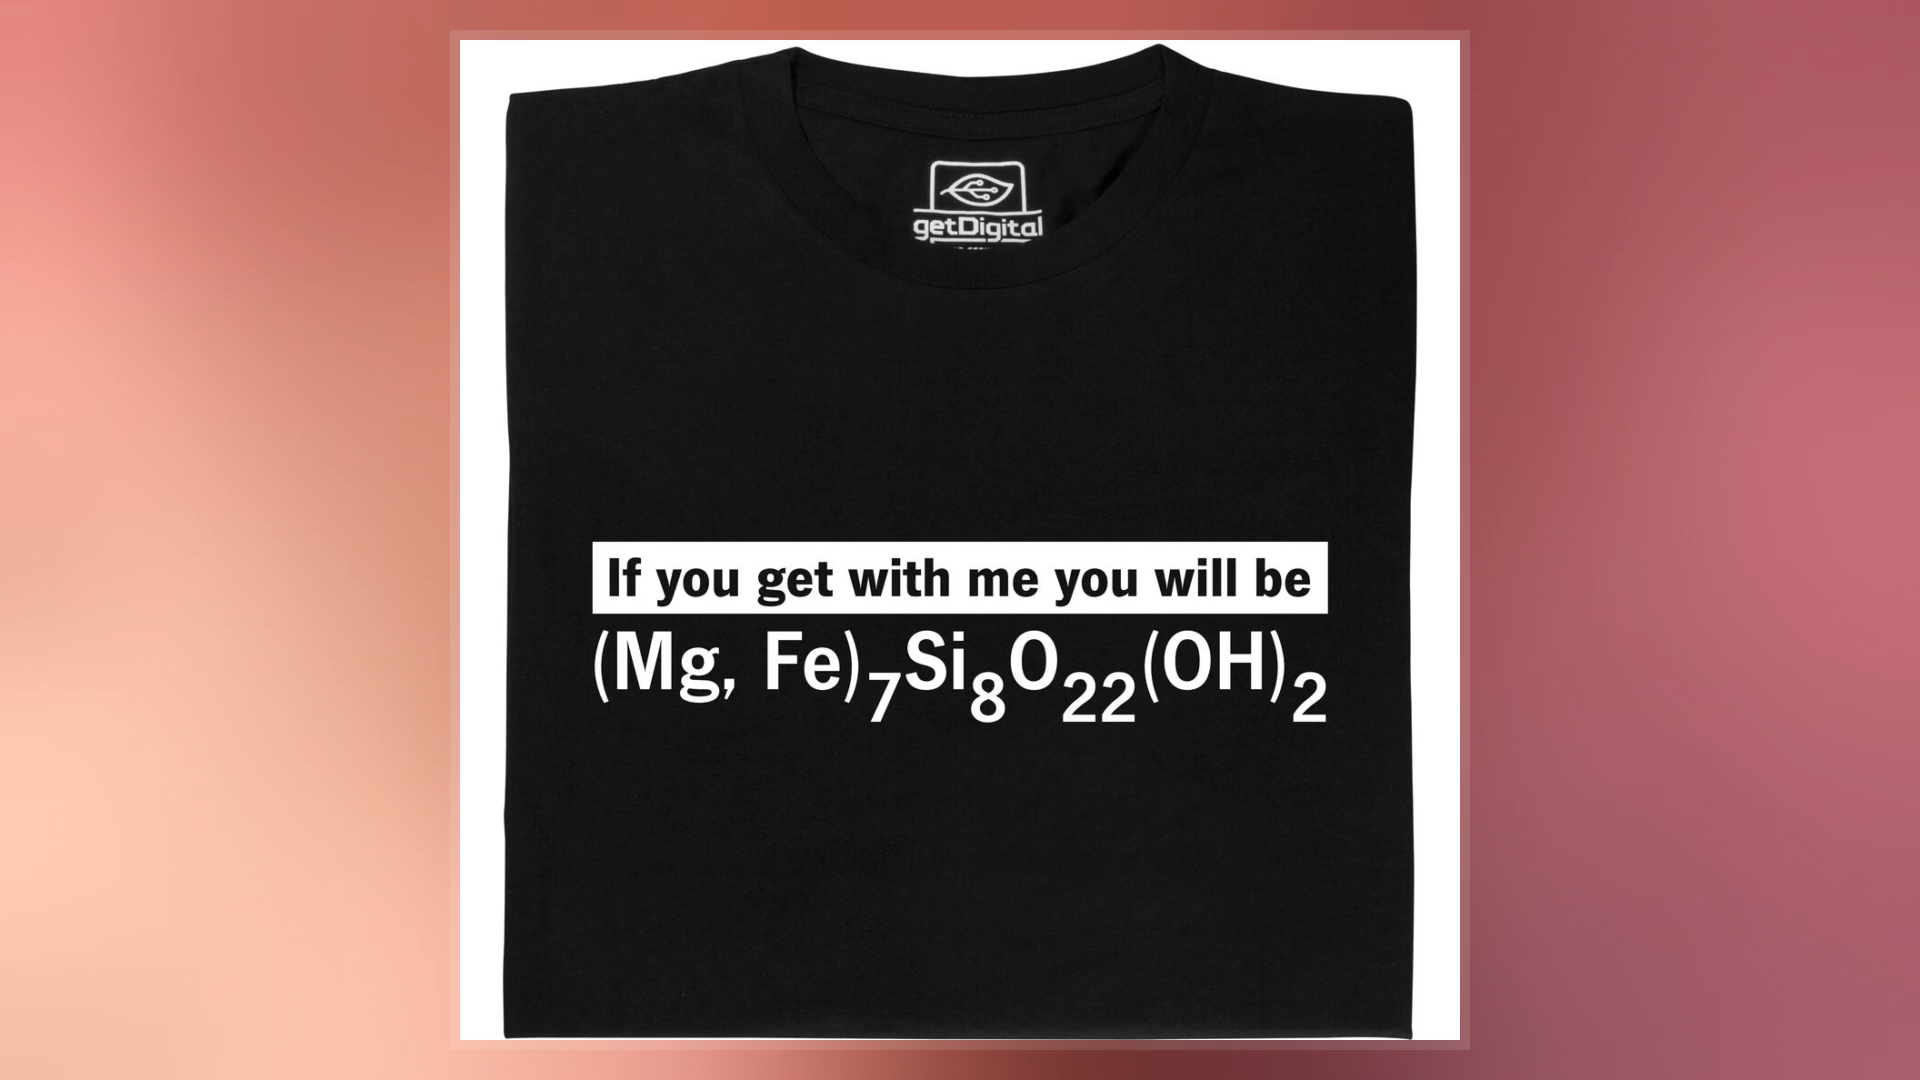 getDigital
If you get with me you will be
(Mg, Fe)₇Si₈O₂₂(OH)₂